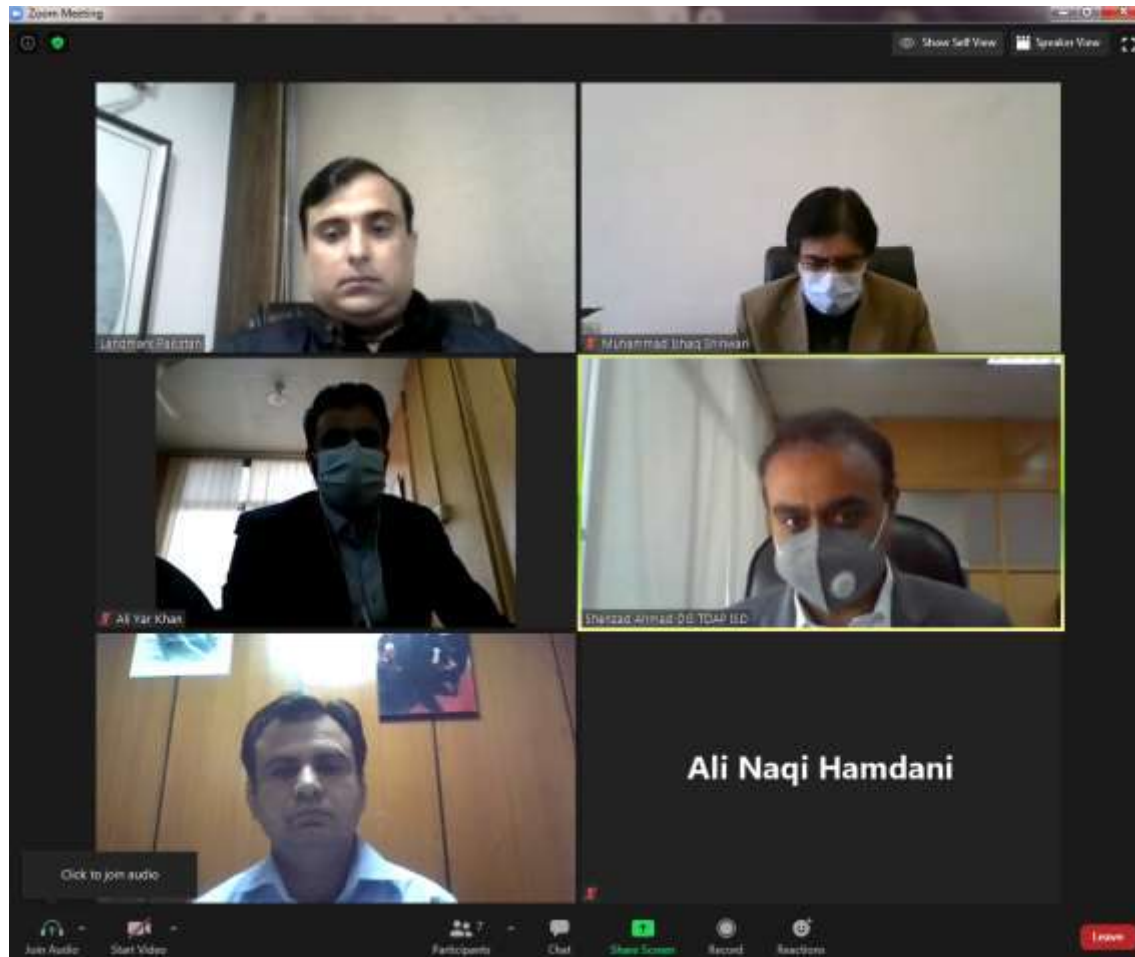 Zoom Meeting
Show Self View
Speaker View
Landmark Pakistan
Muhammad Ishaq Shinwari
Ali Yar Khan
Shehzad Ahmad-DG TDAP ISD
Ali Naqi Hamdani
Click to join audio
Join Audio
Start Video
Participants
7
Chat
Share Screen
Record
Reactions
Leave